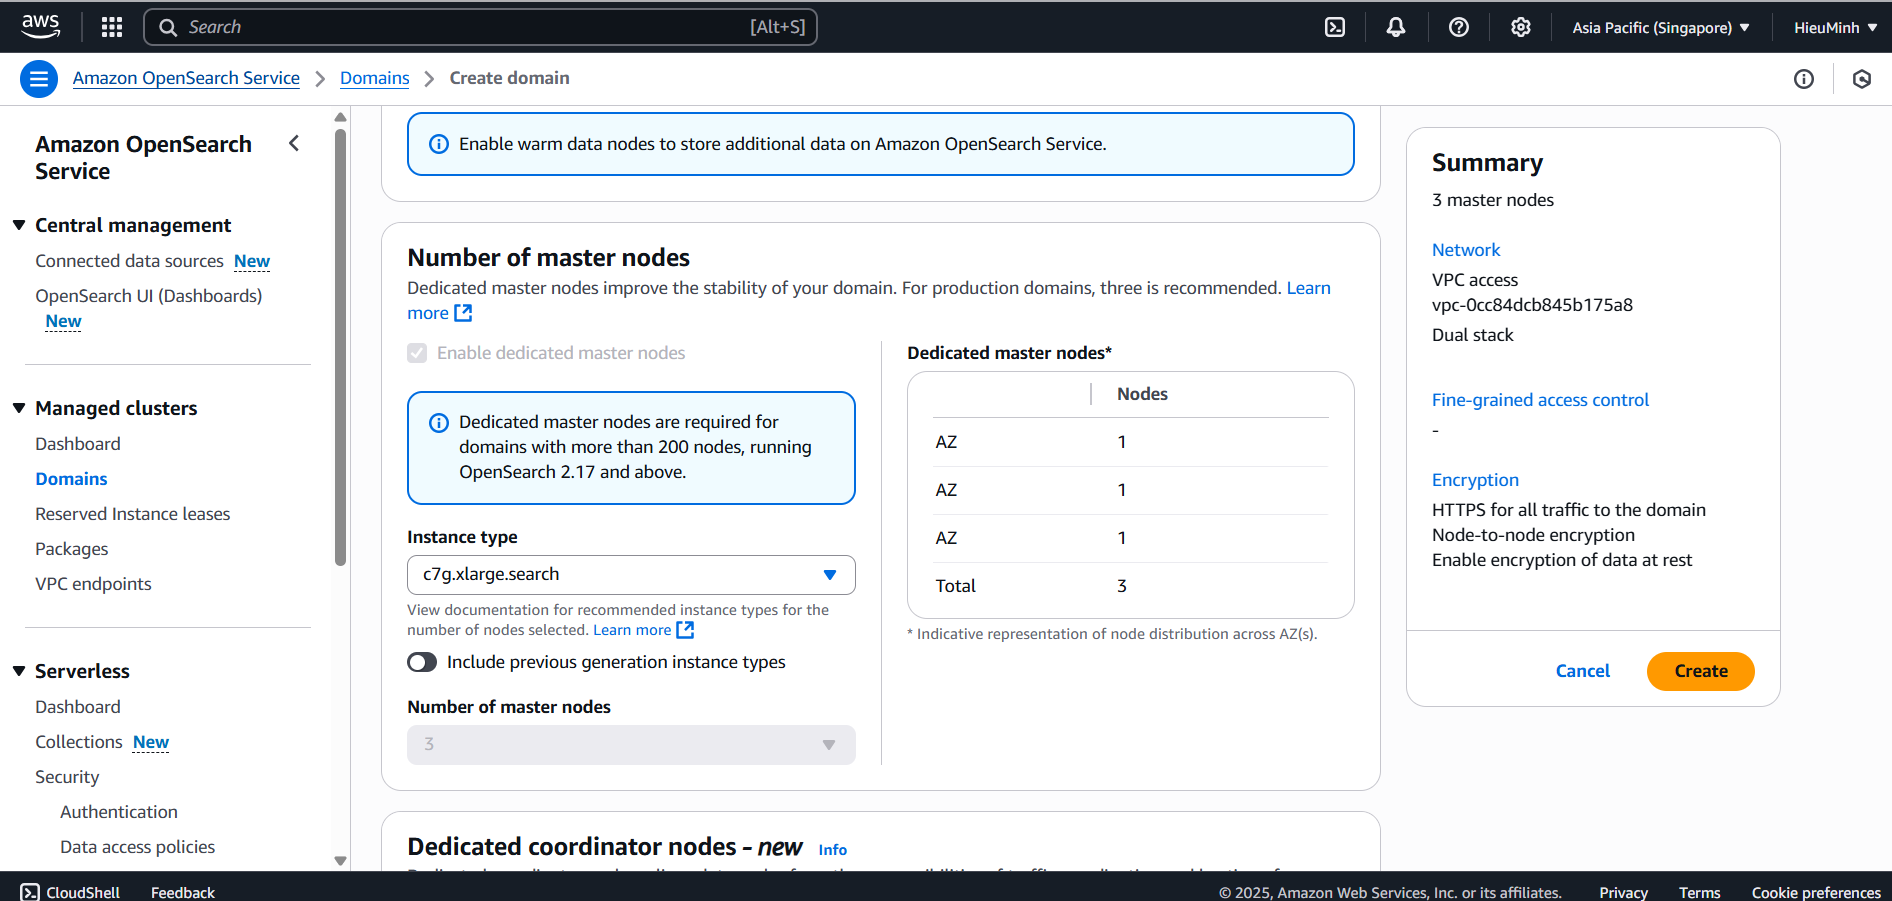 aws
Search [Alt+S]
Asia Pacific (Singapore)
HieuMinh
Amazon OpenSearch Service
Domains
Create domain
Amazon OpenSearch
Service
Central management
Connected data sources New
OpenSearch UI (Dashboards)
New
Managed clusters
Dashboard
Domains
Reserved Instance leases
Packages
VPC endpoints
Serverless
Dashboard
Collections New
Security
Authentication
Data access policies
Enable warm data nodes to store additional data on Amazon OpenSearch Service.
Number of master nodes
Dedicated master nodes improve the stability of your domain. For production domains, three is recommended. Learn
more
Enable dedicated master nodes
Dedicated master nodes are required for
domains with more than 200 nodes, running
OpenSearch 2.17 and above.
Instance type
c7g.xlarge.search
View documentation for recommended instance types for the
number of nodes selected. Learn more
Include previous generation instance types
Number of master nodes
3
Dedicated master nodes*
Nodes
AZ 1
AZ 1
AZ 1
Total 3
* Indicative representation of node distribution across AZ(s).
Dedicated coordinator nodes - new Info
Summary
3 master nodes
Network
VPC access
vpc-0cc84dcb845b175a8
Dual stack
Fine-grained access control
-
Encryption
HTTPS for all traffic to the domain
Node-to-node encryption
Enable encryption of data at rest
Cancel
Create
CloudShell
Feedback
© 2025, Amazon Web Services, Inc. or its affiliates.
Privacy
Terms
Cookie preferences